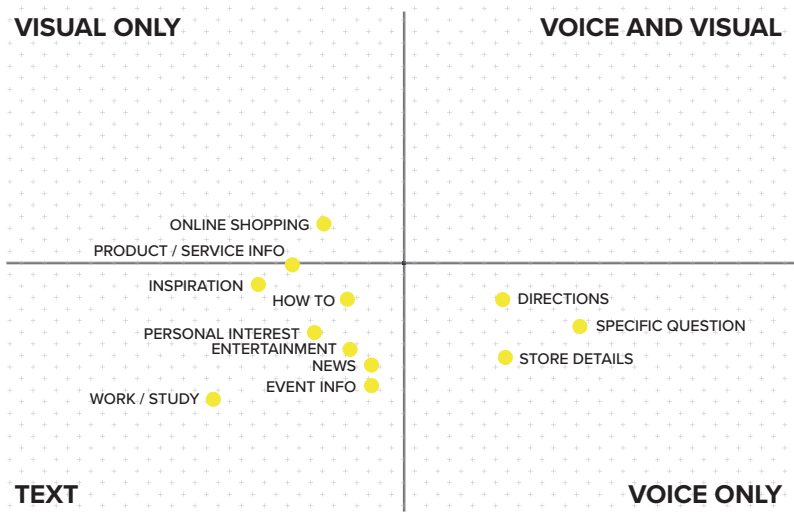 VISUAL ONLY
VOICE AND VISUAL
ONLINE SHOPPING
PRODUCT / SERVICE INFO
INSPIRATION
HOW TO
DIRECTIONS
SPECIFIC QUESTION
PERSONAL INTEREST
ENTERTAINMENT
STORE DETAILS
NEWS
EVENT INFO
WORK / STUDY
TEXT
VOICE ONLY